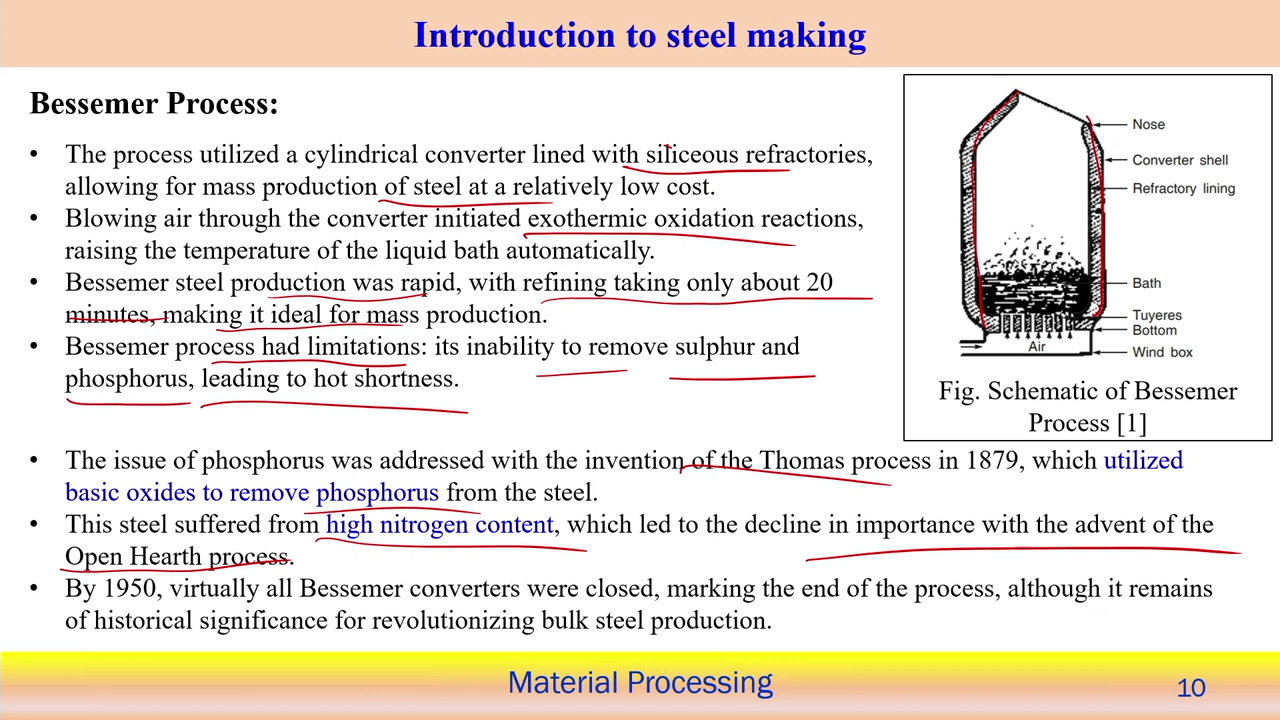 Introduction to steel making
Bessemer Process:
• The process utilized a cylindrical converter lined with siliceous refractories,
allowing for mass production of steel at a relatively low cost.
• Blowing air through the converter initiated exothermic oxidation reactions,
raising the temperature of the liquid bath automatically.
• Bessemer steel production was rapid, with refining taking only about 20
minutes, making it ideal for mass production.
• Bessemer process had limitations: its inability to remove sulphur and
phosphorus, leading to hot shortness.
• The issue of phosphorus was addressed with the invention of the Thomas process in 1879, which utilized
basic oxides to remove phosphorus from the steel.
• This steel suffered from high nitrogen content, which led to the decline in importance with the advent of the
Open Hearth process.
• By 1950, virtually all Bessemer converters were closed, marking the end of the process, although it remains
of historical significance for revolutionizing bulk steel production.
Nose
Converter shell
Refractory lining
Bath
Tuyeres
Bottom
Air
Wind box
Fig. Schematic of Bessemer
Process [1]
Material Processing
10